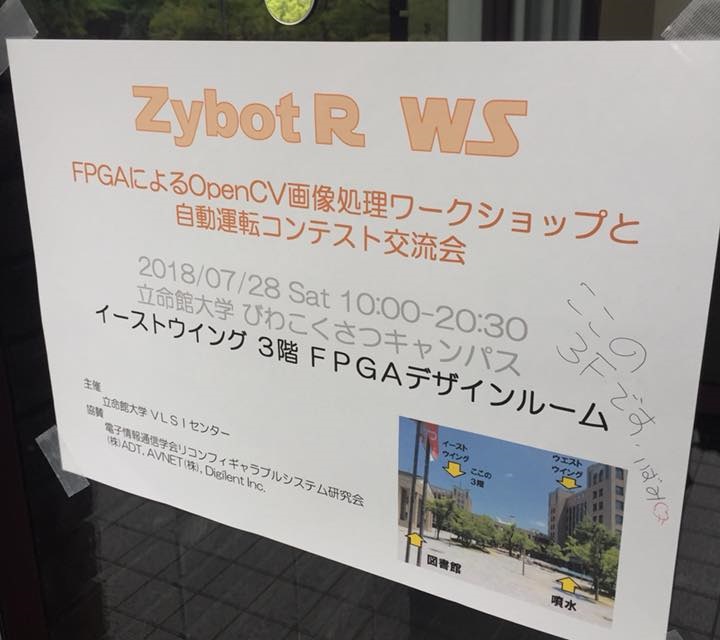 Zybot R WS
FPGAによるOpenCV画像処理ワークショップと
自動運転コンテスト交流会
2018/07/28 Sat 10:00-20:30
立命館大学 びわこくさつキャンパス
イーストウイング 3階 FPGAデザインルーム
ここの
3Fです。
主催
立命館大学 VLSIセンター
協賛
電子情報通信学会リコンフィギャラブルシステム研究会
(株)ADT, AVNET(株), Digilent Inc.
イースト
ウイング
ここの
3階
ウエスト
ウイング
図書館
噴水